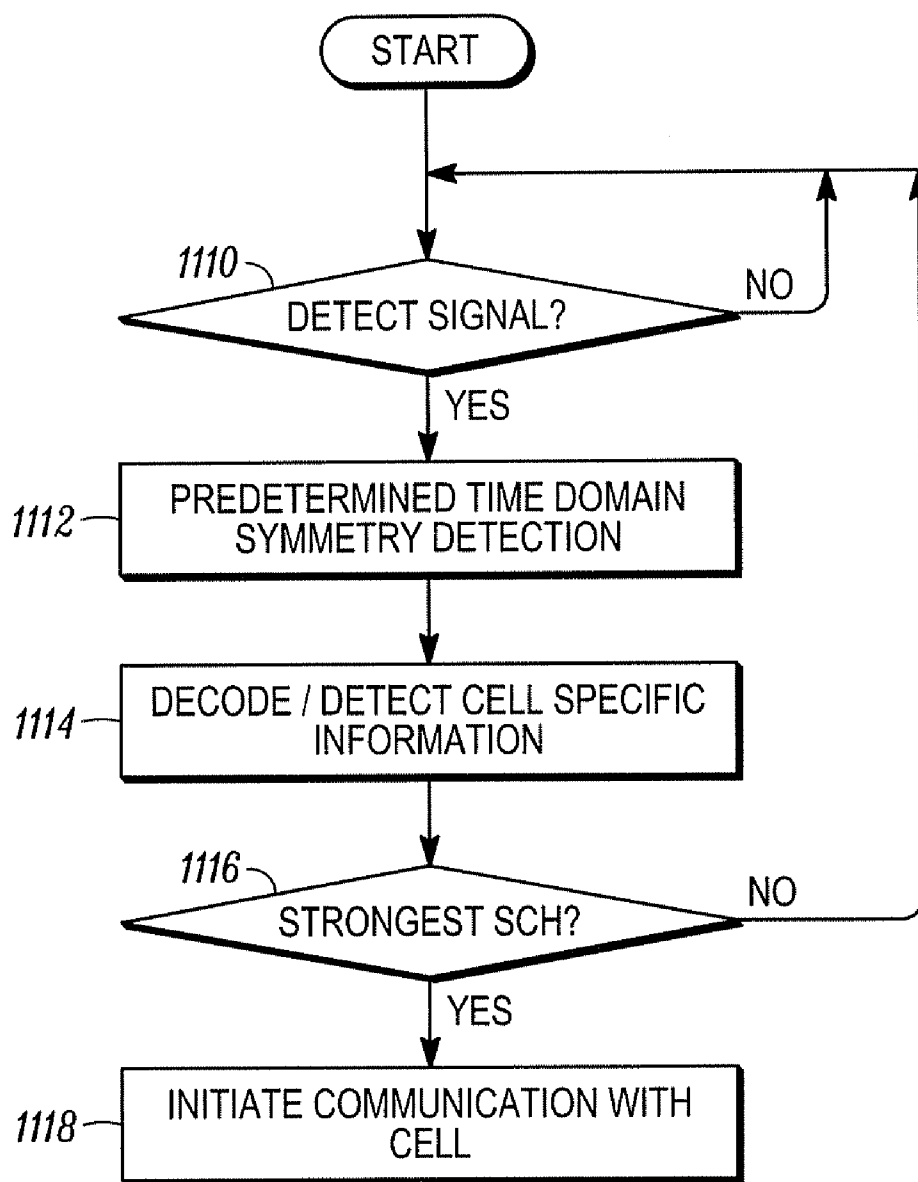 START
1110
DETECT SIGNAL?
NO
YES
1112
PREDETERMINED TIME DOMAIN
SYMMETRY DETECTION
1114
DECODE / DETECT CELL SPECIFIC
INFORMATION
1116
STRONGEST SCH?
NO
YES
1118
INITIATE COMMUNICATION WITH
CELL